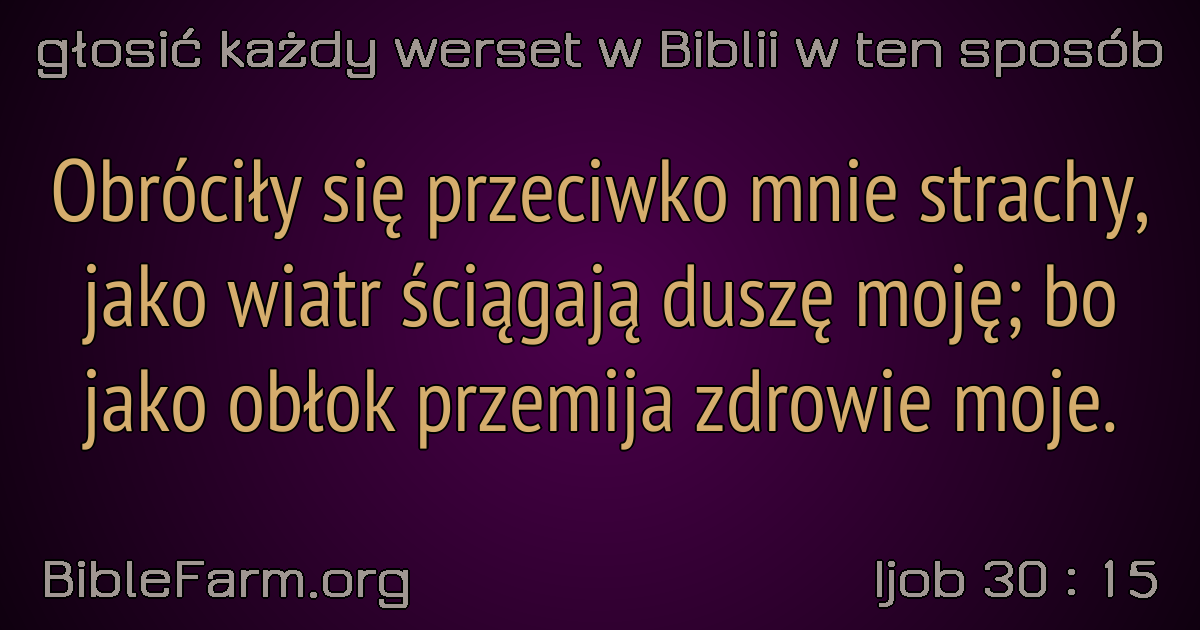 głosić każdy werset w Biblii w ten sposób
Obróciły się przeciwko mnie strachy,
jako wiatr ściągają duszę moję; bo
jako obłok przemija zdrowie moje.
BibleFarm.org
Ijob 30 : 15